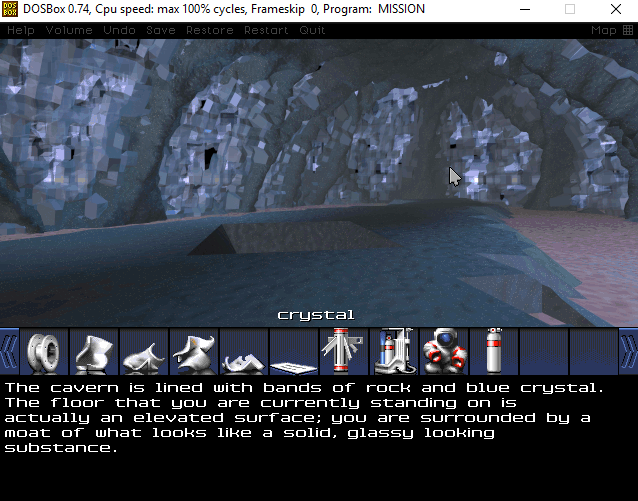 DOSBox 0.74, Cpu speed: max 100% cycles, Frameskip 0, Program: MISSION
Help Volume Undo Save Restore Restart Quit Map
crystal
The cavern is lined with bands of rock and blue crystal.
The floor that you are currently standing on is
actually an elevated surface; you are surrounded by a
moat of what looks like a solid, glassy looking
substance.